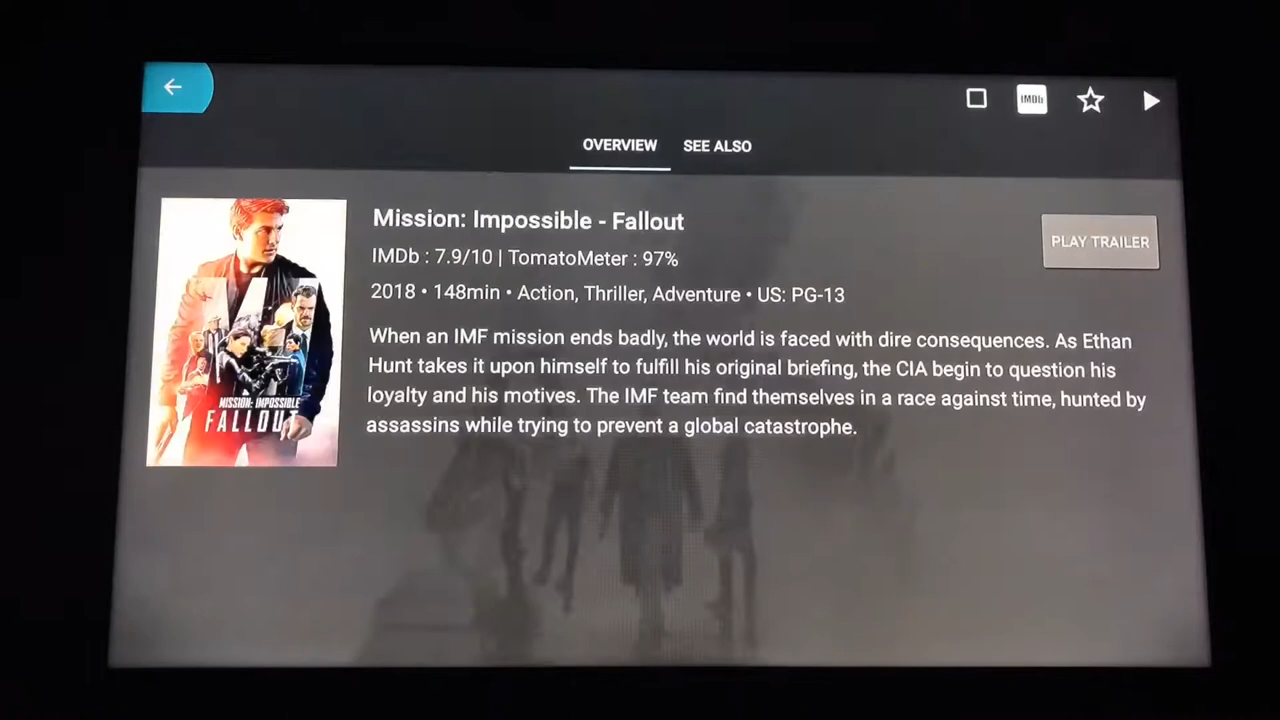 IMDb
OVERVIEW SEE ALSO
Mission: Impossible - Fallout
IMDb : 7.9/10 | TomatoMeter : 97%
PLAY TRAILER
2018 • 148min • Action, Thriller, Adventure • US: PG-13
When an IMF mission ends badly, the world is faced with dire consequences. As Ethan
Hunt takes it upon himself to fulfill his original briefing, the CIA begin to question his
loyalty and his motives. The IMF team find themselves in a race against time, hunted by
assassins while trying to prevent a global catastrophe.
MISSION: IMPOSSIBLE
FALLOUT